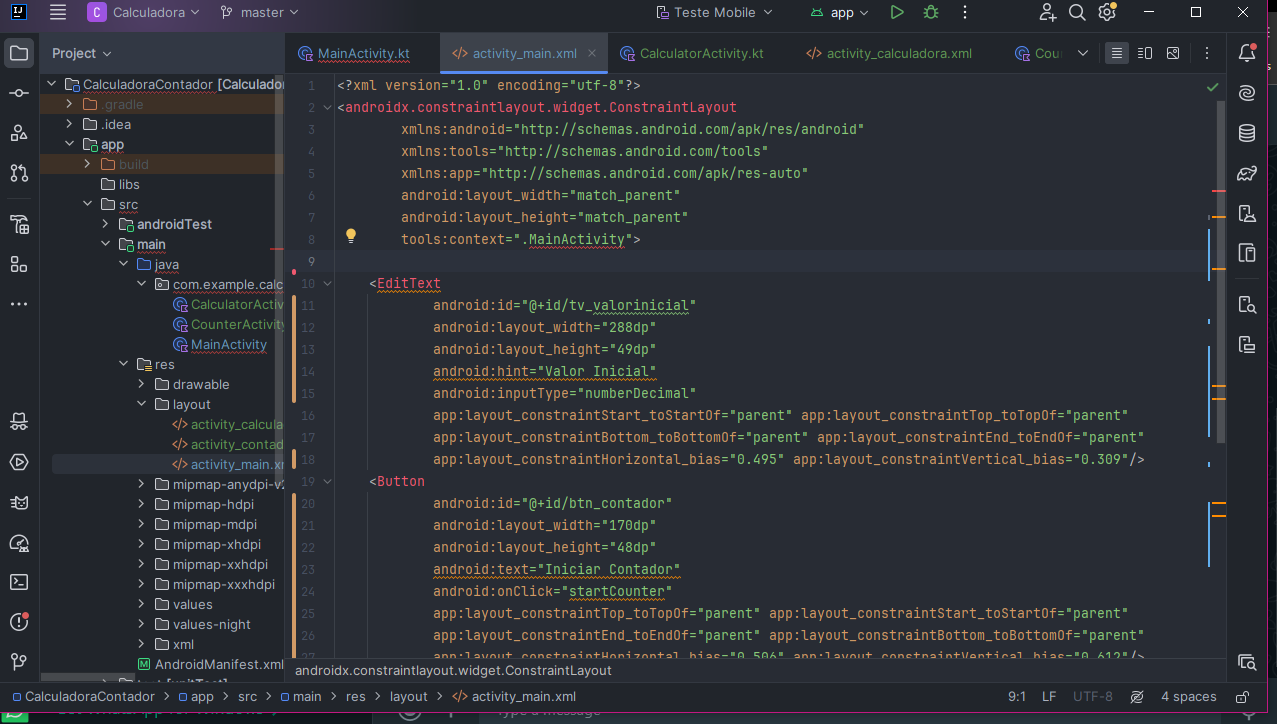 C Calculadora master Teste Mobile app
Project
MainActivity.kt activity_main.xml CalculatorActivity.kt activity_calculadora.xml Cou
CalculadoraContador [Calculador
.gradle
.idea
app
build
libs
src
androidTest
main
java
com.example.calc
CalculatorActiv
CounterActivity
MainActivity
res
drawable
layout
activity_calcula
activity_contad
activity_main.xm
mipmap-anydpi-v2
mipmap-hdpi
mipmap-mdpi
mipmap-xhdpi
mipmap-xxhdpi
mipmap-xxxhdpi
values
values-night
xml
AndroidManifest.xml
1 <?xml version="1.0" encoding="utf-8"?>
2 <androidx.constraintlayout.widget.ConstraintLayout
3 xmlns:android="http://schemas.android.com/apk/res/android"
4 xmlns:tools="http://schemas.android.com/tools"
5 xmlns:app="http://schemas.android.com/apk/res-auto"
6 android:layout_width="match_parent"
7 android:layout_height="match_parent"
8 tools:context=".MainActivity">
9
10 <EditText
11 android:id="@+id/tv_valorinicial"
12 android:layout_width="288dp"
13 android:layout_height="49dp"
14 android:hint="Valor Inicial"
15 android:inputType="numberDecimal"
16 app:layout_constraintStart_toStartOf="parent" app:layout_constraintTop_toTopOf="parent"
17 app:layout_constraintBottom_toBottomOf="parent" app:layout_constraintEnd_toEndOf="parent"
18 app:layout_constraintHorizontal_bias="0.495" app:layout_constraintVertical_bias="0.309"/>
19 <Button
20 android:id="@+id/btn_contador"
21 android:layout_width="170dp"
22 android:layout_height="48dp"
23 android:text="Iniciar Contador"
24 android:onClick="startCounter"
25 app:layout_constraintTop_toTopOf="parent" app:layout_constraintStart_toStartOf="parent"
26 app:layout_constraintEnd_toEndOf="parent" app:layout_constraintBottom_toBottomOf="parent"
27 app:layout_constraintHorizontal_bias="0.506" app:layout_constraintVertical_bias="0.612"/>
androidx.constraintlayout.widget.ConstraintLayout
CalculadoraContador > app > src > main > res > layout > activity_main.xml 9:1 LF UTF-8 4 spaces